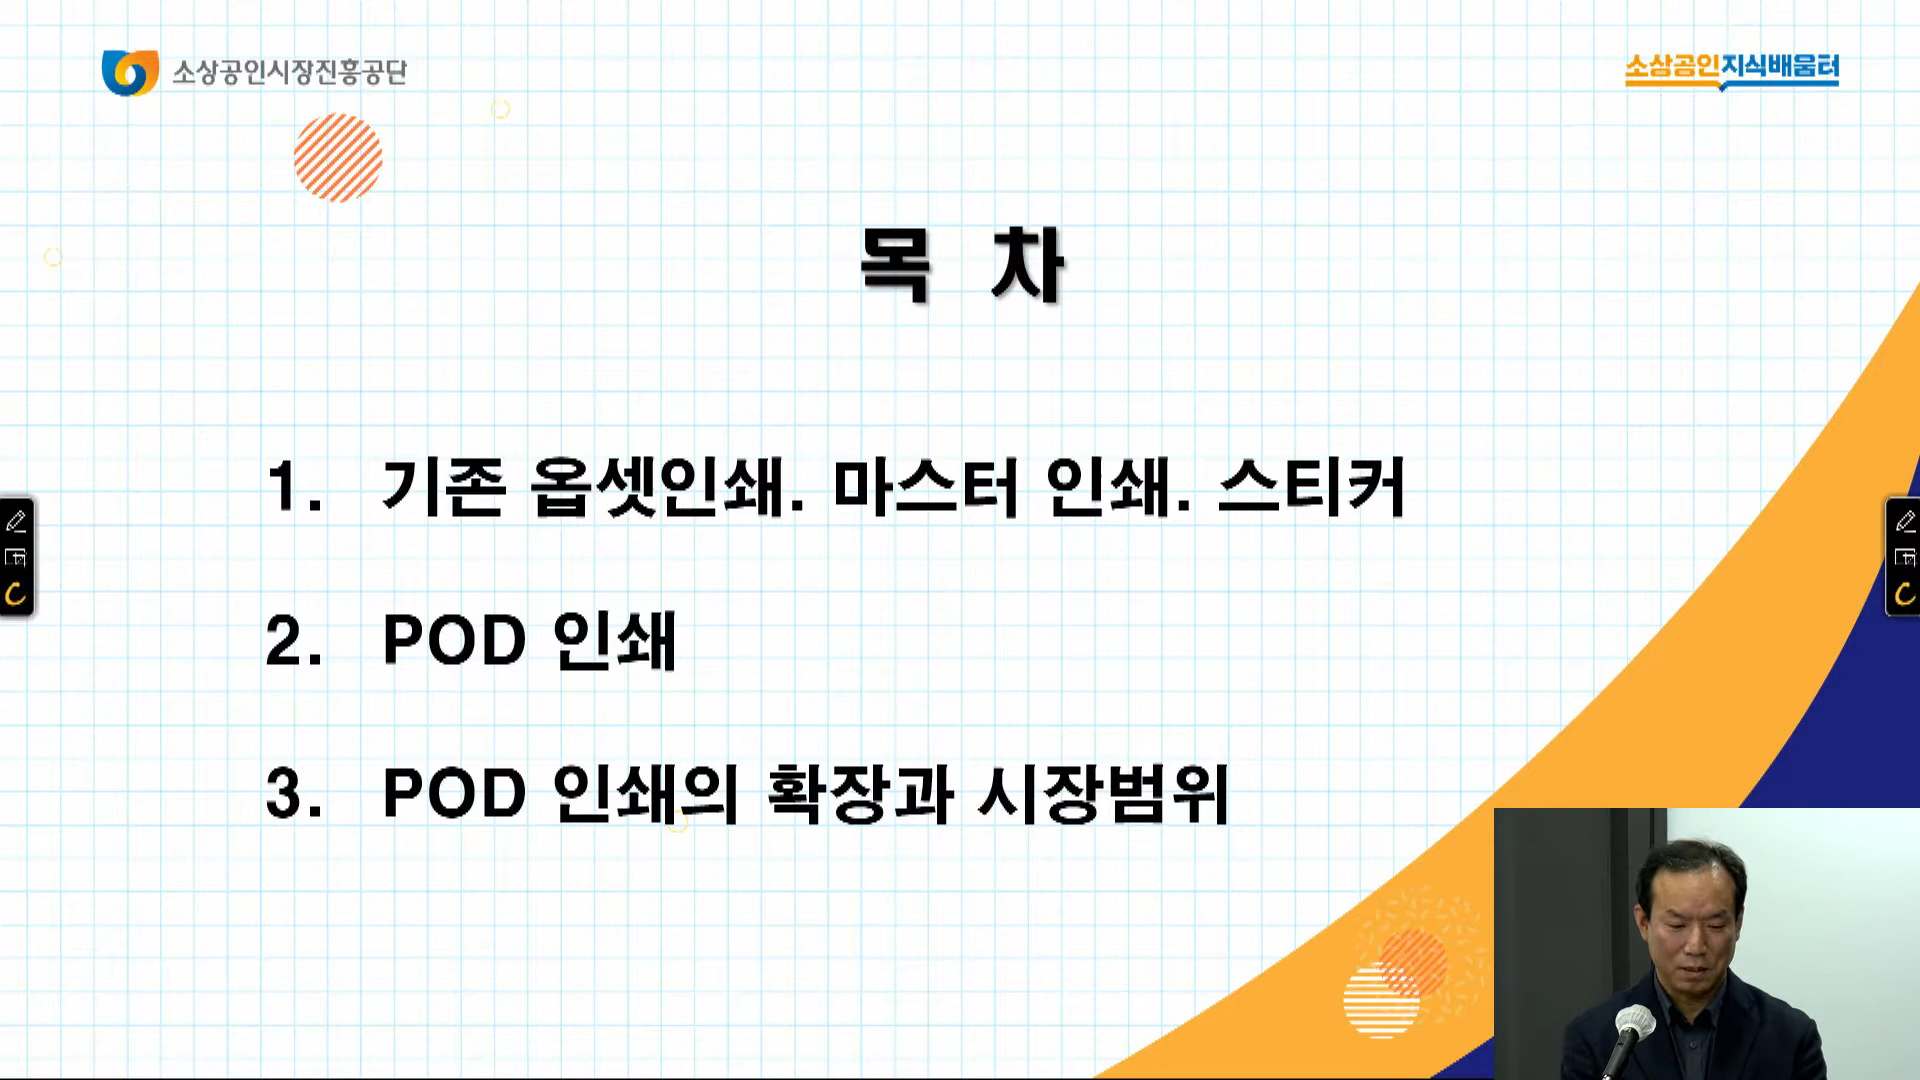 소상공인시장진흥공단
소상공인지식배움터
목 차
1. 기존 옵셋인쇄. 마스터 인쇄. 스티커
2. POD 인쇄
3. POD 인쇄의 확장과 시장범위